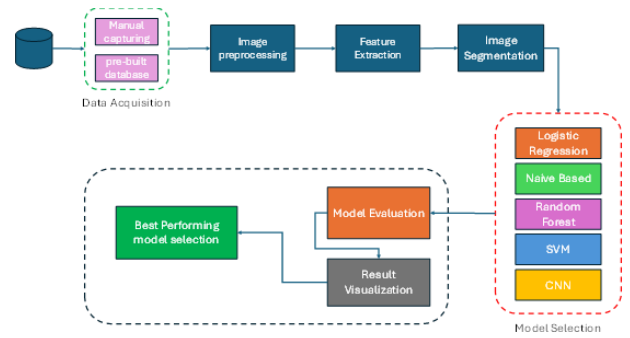 Manual
capturing
pre-built
database
Data Acquisition
Image
preprocessing
Feature
Extraction
Image
Segmentation
Logistic
Regression
Naive Based
Random
Forest
SVM
CNN
Model Selection
Model Evaluation
Result
Visualization
Best Performing
model selection